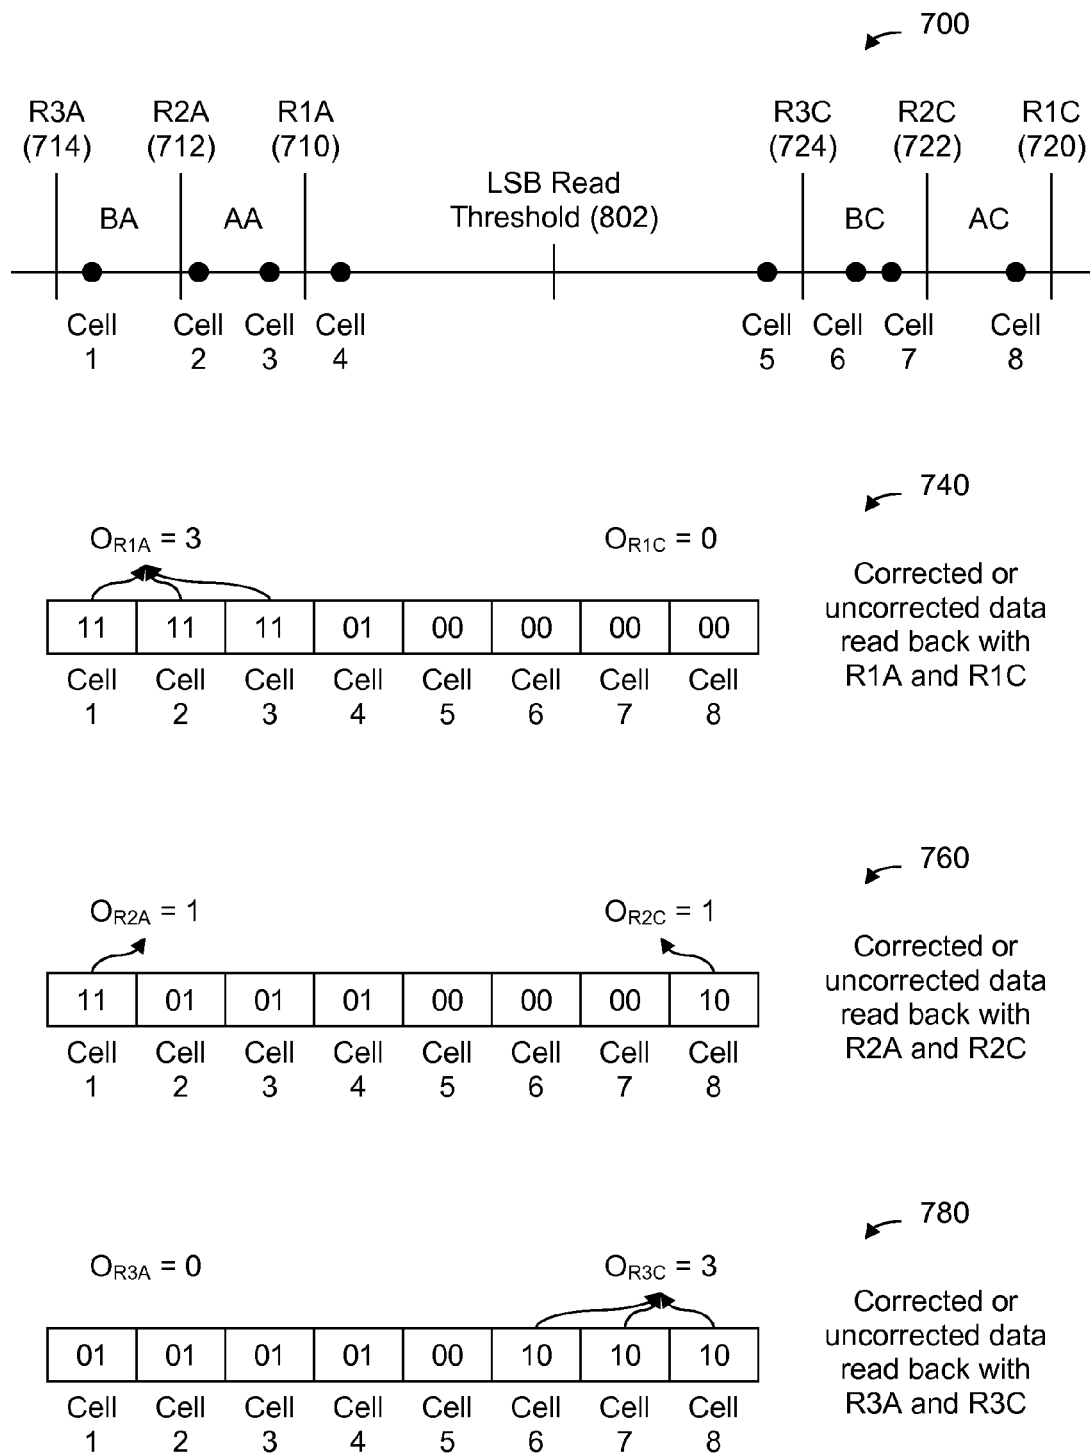 700
R3A R2A R1A R3C R2C R1C
(714) (712) (710) (724) (722) (720)
LSB Read
Threshold (802)
BA AA BC AC
Cell Cell Cell Cell Cell Cell Cell Cell
1 2 3 4 5 6 7 8
740
OR1A = 3 OR1C = 0
Corrected or
uncorrected data
read back with
R1A and R1C
11 11 11 01 00 00 00 00
Cell Cell Cell Cell Cell Cell Cell Cell
1 2 3 4 5 6 7 8
760
OR2A = 1 OR2C = 1
Corrected or
uncorrected data
read back with
R2A and R2C
11 01 01 01 00 00 00 10
Cell Cell Cell Cell Cell Cell Cell Cell
1 2 3 4 5 6 7 8
780
OR3A = 0 OR3C = 3
Corrected or
uncorrected data
read back with
R3A and R3C
01 01 01 01 00 10 10 10
Cell Cell Cell Cell Cell Cell Cell Cell
1 2 3 4 5 6 7 8